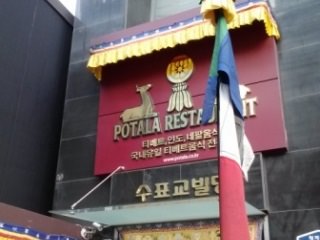 POTALA RESTAURANT
티베트, 인도, 네팔음식
국내유일 티베트음식 전
www.potala.co.kr
수표교빌딩